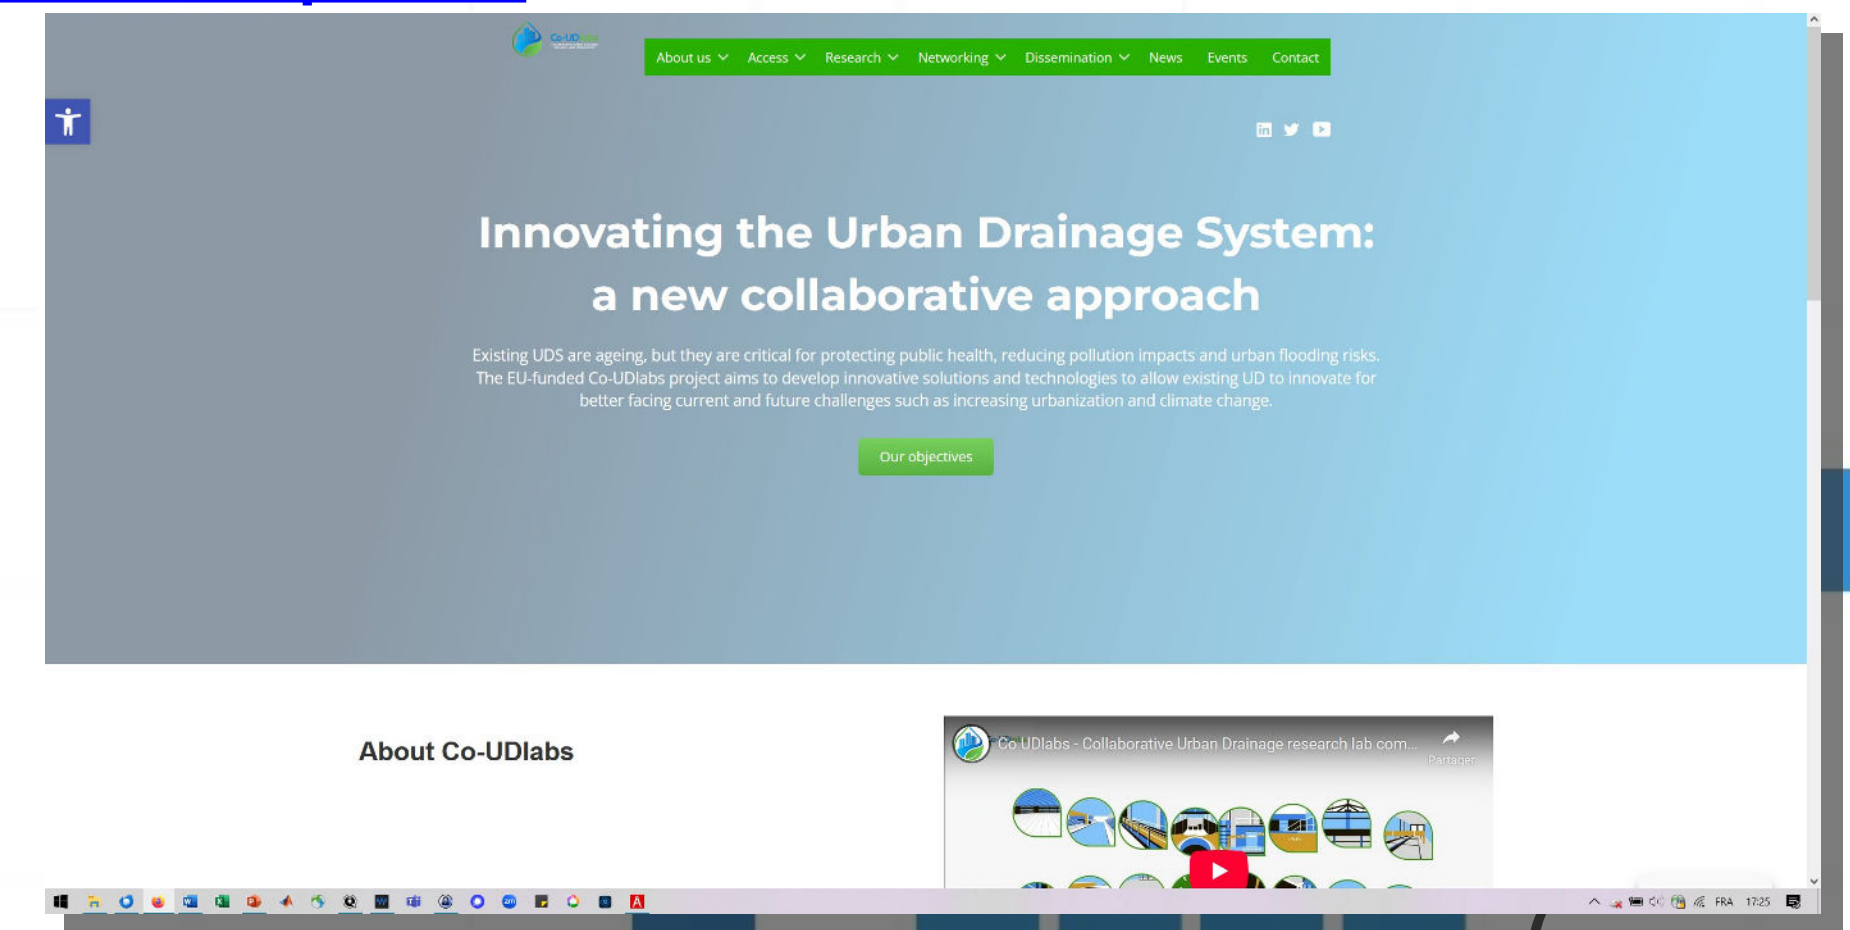 Co-UDlabs
About us Access Research Networking Dissemination News Events Contact
Innovating the Urban Drainage System:
a new collaborative approach
Existing UDS are ageing, but they are critical for protecting public health, reducing pollution impacts and urban flooding risks.
The EU-funded Co-UDlabs project aims to develop innovative solutions and technologies to allow existing UD to innovate for
better facing current and future challenges such as increasing urbanization and climate change.
Our objectives
About Co-UDlabs
Co UDlabs - Collaborative Urban Drainage research lab com...
Partager
FRA 17:25